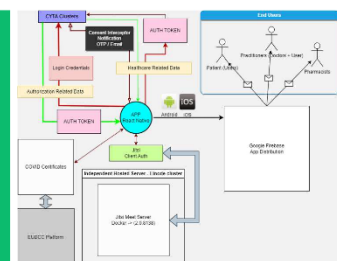 CYTA Clusters
Consent Interceptor
Notification
OTP / Email
AUTH TOKEN
Login Credentials
Healthcare Related Data
Authorization Related Data
AUTH TOKEN
APP
React Native
Android
iOS
iOS
Jitsi
Client Auth
COVID Certificates
EUDCC Platform
Independent Hosted Server - Linode cluster
Jitsi Meet Server
End Users
Practitioners (Doctors + User)
Patient (Users)
Pharmacists
Google Firebase
App Distribution